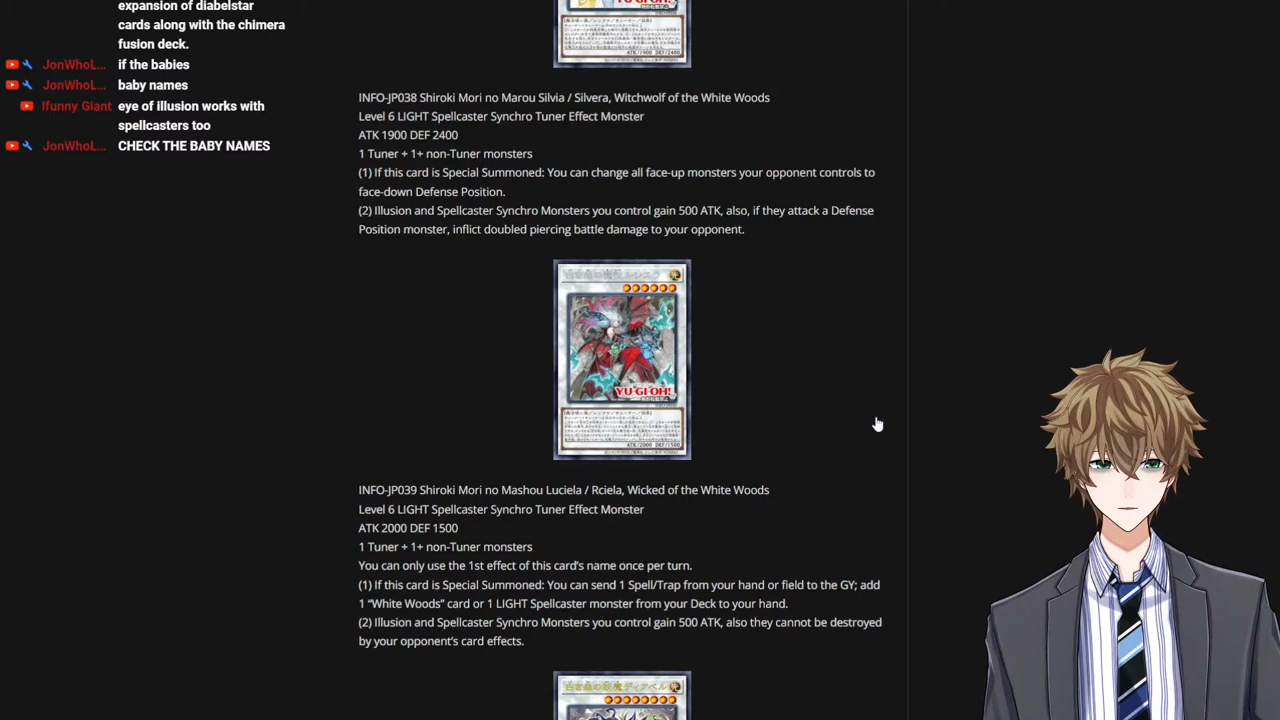 expansion of diabelstar
cards along with the chimera
fusion deck.
JonWhoL... if the babies
JonWhoL... baby names
Ifunny Giant eye of illusion works with
spellcasters too
JonWhoL... CHECK THE BABY NAMES
YU-GI-OH!
ATK/1900 DEF/2400
INFO-JP038 Shiroki Mori no Marou Silvia / Silvera, Witchwolf of the White Woods
Level 6 LIGHT Spellcaster Synchro Tuner Effect Monster
ATK 1900 DEF 2400
1 Tuner + 1+ non-Tuner monsters
(1) If this card is Special Summoned: You can change all face-up monsters your opponent controls to
face-down Defense Position.
(2) Illusion and Spellcaster Synchro Monsters you control gain 500 ATK, also, if they attack a Defense
Position monster, inflict doubled piercing battle damage to your opponent.
YU-GI-OH!
ATK/2000 DEF/1500
INFO-JP039 Shiroki Mori no Mashou Luciela / Rciela, Wicked of the White Woods
Level 6 LIGHT Spellcaster Synchro Tuner Effect Monster
ATK 2000 DEF 1500
1 Tuner + 1+ non-Tuner monsters
You can only use the 1st effect of this card's name once per turn.
(1) If this card is Special Summoned: You can send 1 Spell/Trap from your hand or field to the GY; add
1 “White Woods” card or 1 LIGHT Spellcaster monster from your Deck to your hand.
(2) Illusion and Spellcaster Synchro Monsters you control gain 500 ATK, also they cannot be destroyed
by your opponent's card effects.